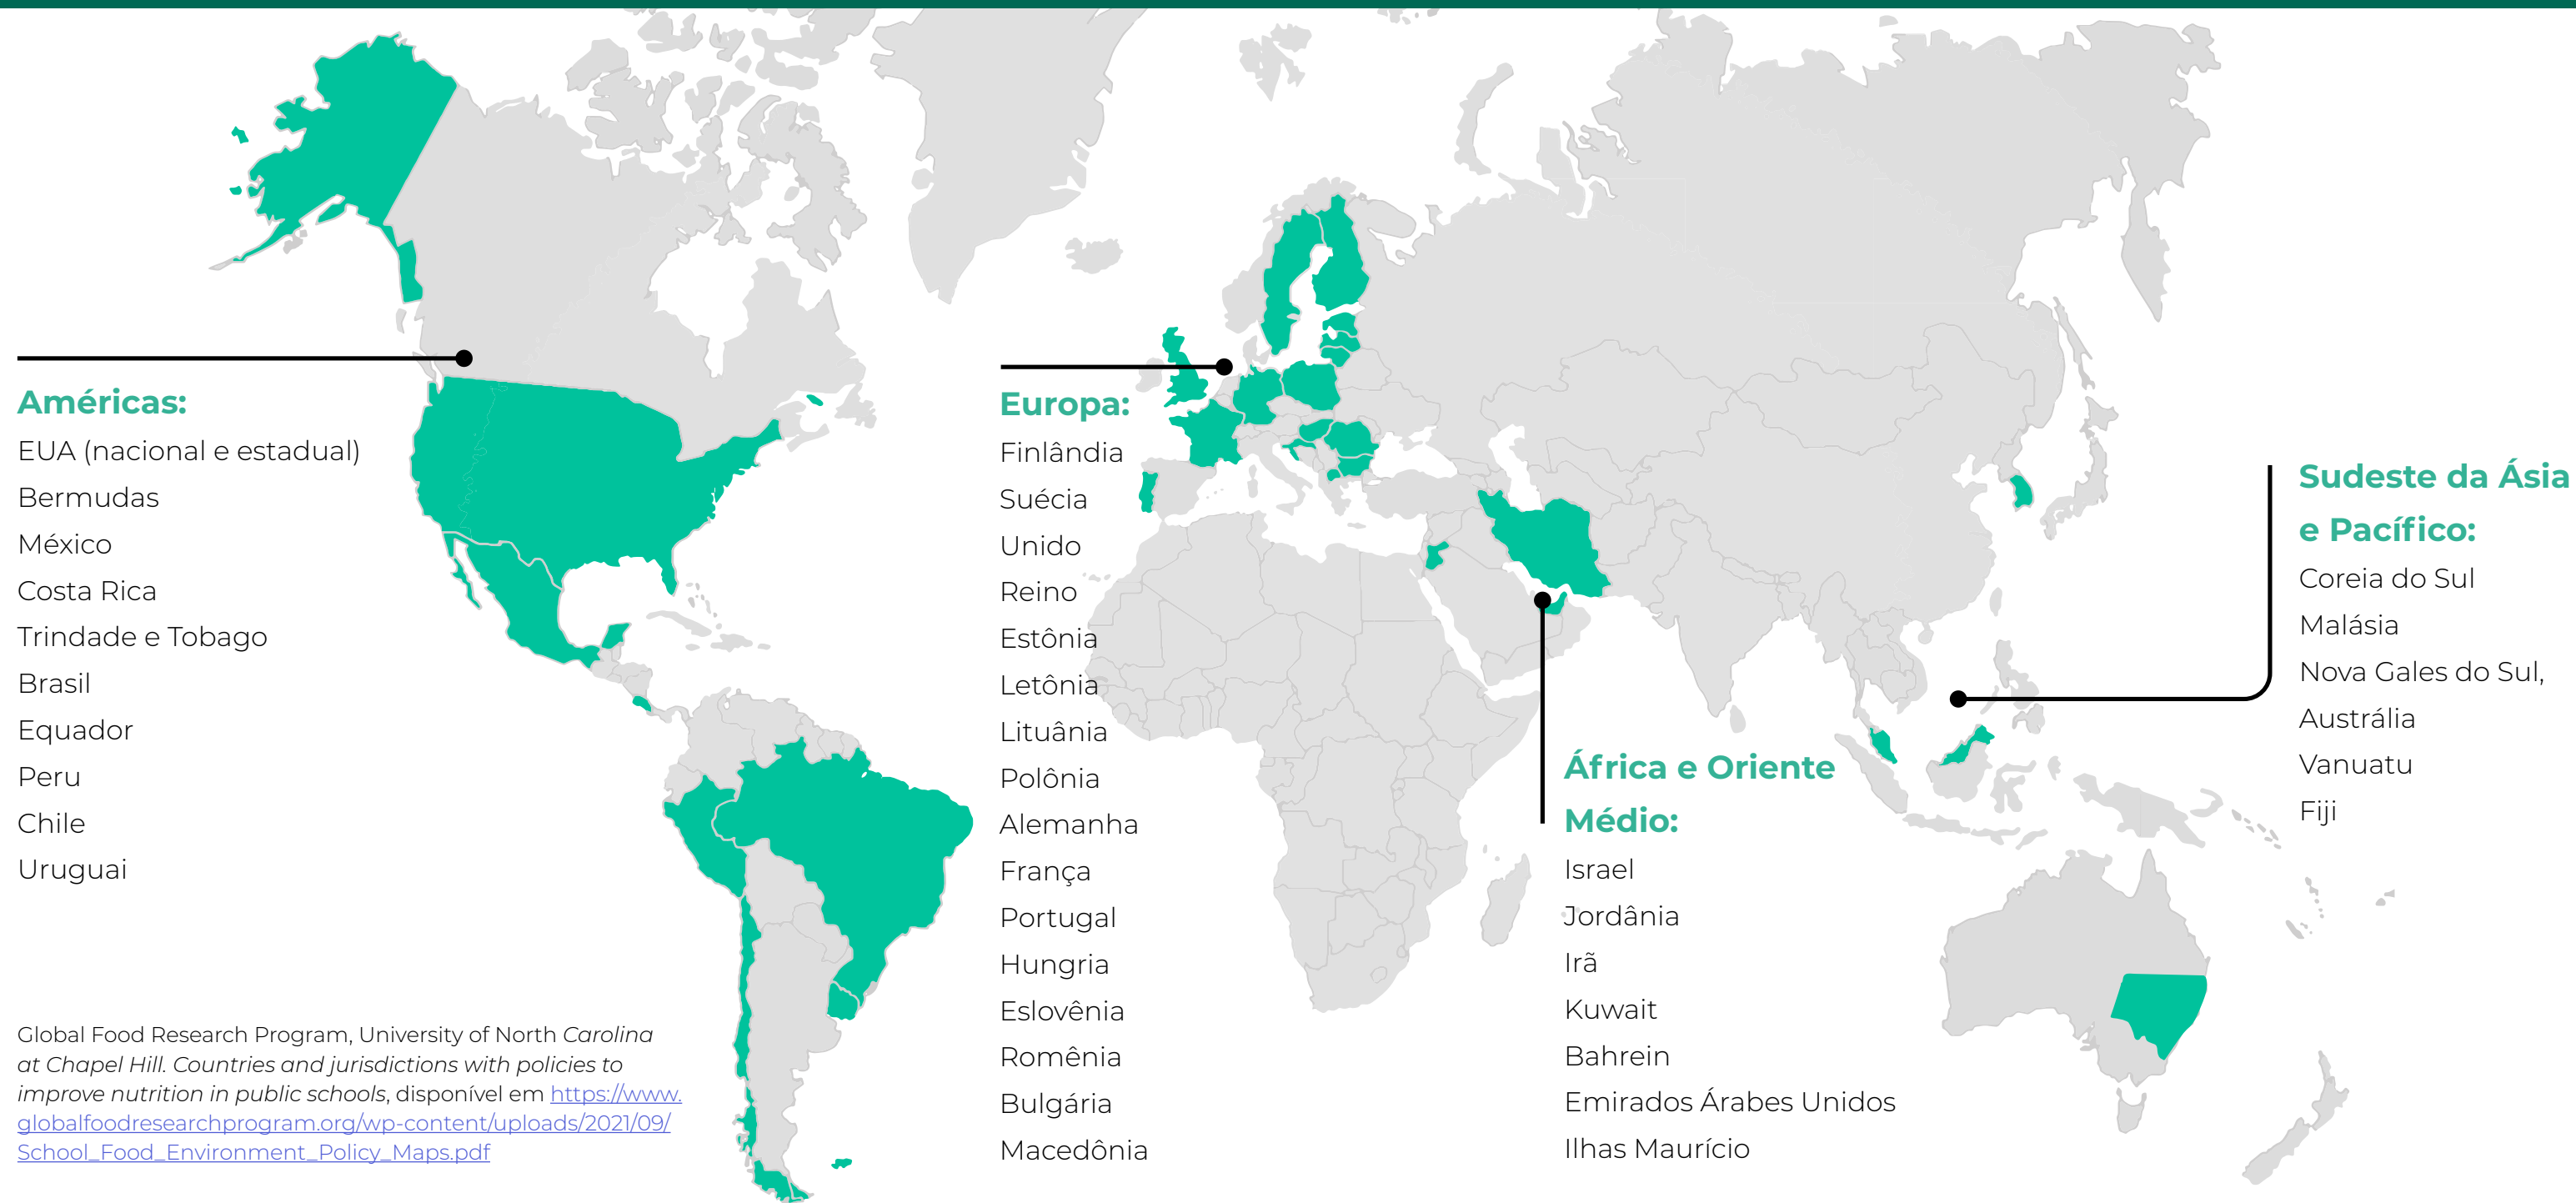 Américas:
EUA (nacional e estadual)
Bermudas
México
Costa Rica
Trindade e Tobago
Brasil
Equador
Peru
Chile
Uruguai
Global Food Research Program, University of North Carolina
at Chapel Hill. Countries and jurisdictions with policies to
improve nutrition in public schools, disponível em https://www.
globalfoodresearchprogram.org/wp-content/uploads/2021/09/
School_Food_Environment_Policy_Maps.pdf
Europa:
Finlândia
Suécia
Unido
Reino
Estônia
Letônia
Lituânia
Polônia
Alemanha
França
Portugal
Hungria
Eslovênia
Romênia
Bulgária
Macedônia
África e Oriente
Médio:
Israel
Jordânia
Irã
Kuwait
Bahrein
Emirados Árabes Unidos
Ilhas Maurício
Sudeste da Ásia
e Pacífico:
Coreia do Sul
Malásia
Nova Gales do Sul,
Austrália
Vanuatu
Fiji